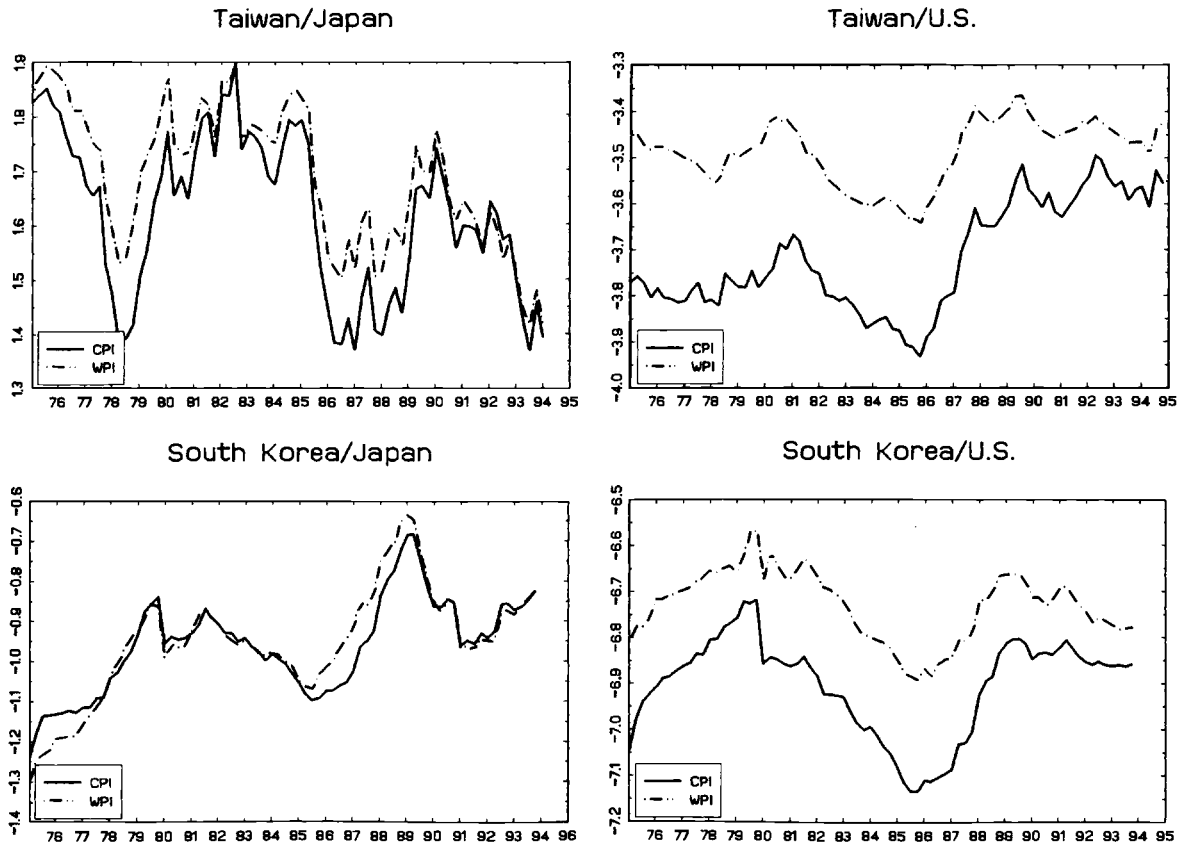 Taiwan/Japan
1.9
1.8
1.7
1.6
1.5
1.4
1.3
CPI
WPI
76 77 78 79 80 81 82 83 84 85 86 87 88 89 90 91 92 93 94 95
Taiwan/U.S.
-3.3
-3.4
-3.5
-3.6
-3.7
-3.8
-3.9
-4.0
CPI
WPI
76 77 78 79 80 81 82 83 84 85 86 87 88 89 90 91 92 93 94 95
South Korea/Japan
-0.6
-0.7
-0.8
-0.9
-1.0
-1.1
-1.2
-1.3
-1.4
CPI
WPI
76 77 78 79 80 81 82 83 84 85 86 87 88 89 90 91 92 93 94 96
South Korea/U.S.
-6.5
-6.6
-6.7
-6.8
-6.9
-7.0
-7.1
-7.2
CPI
WPI
76 77 78 79 80 81 82 83 84 85 86 87 88 89 90 91 92 93 94 96